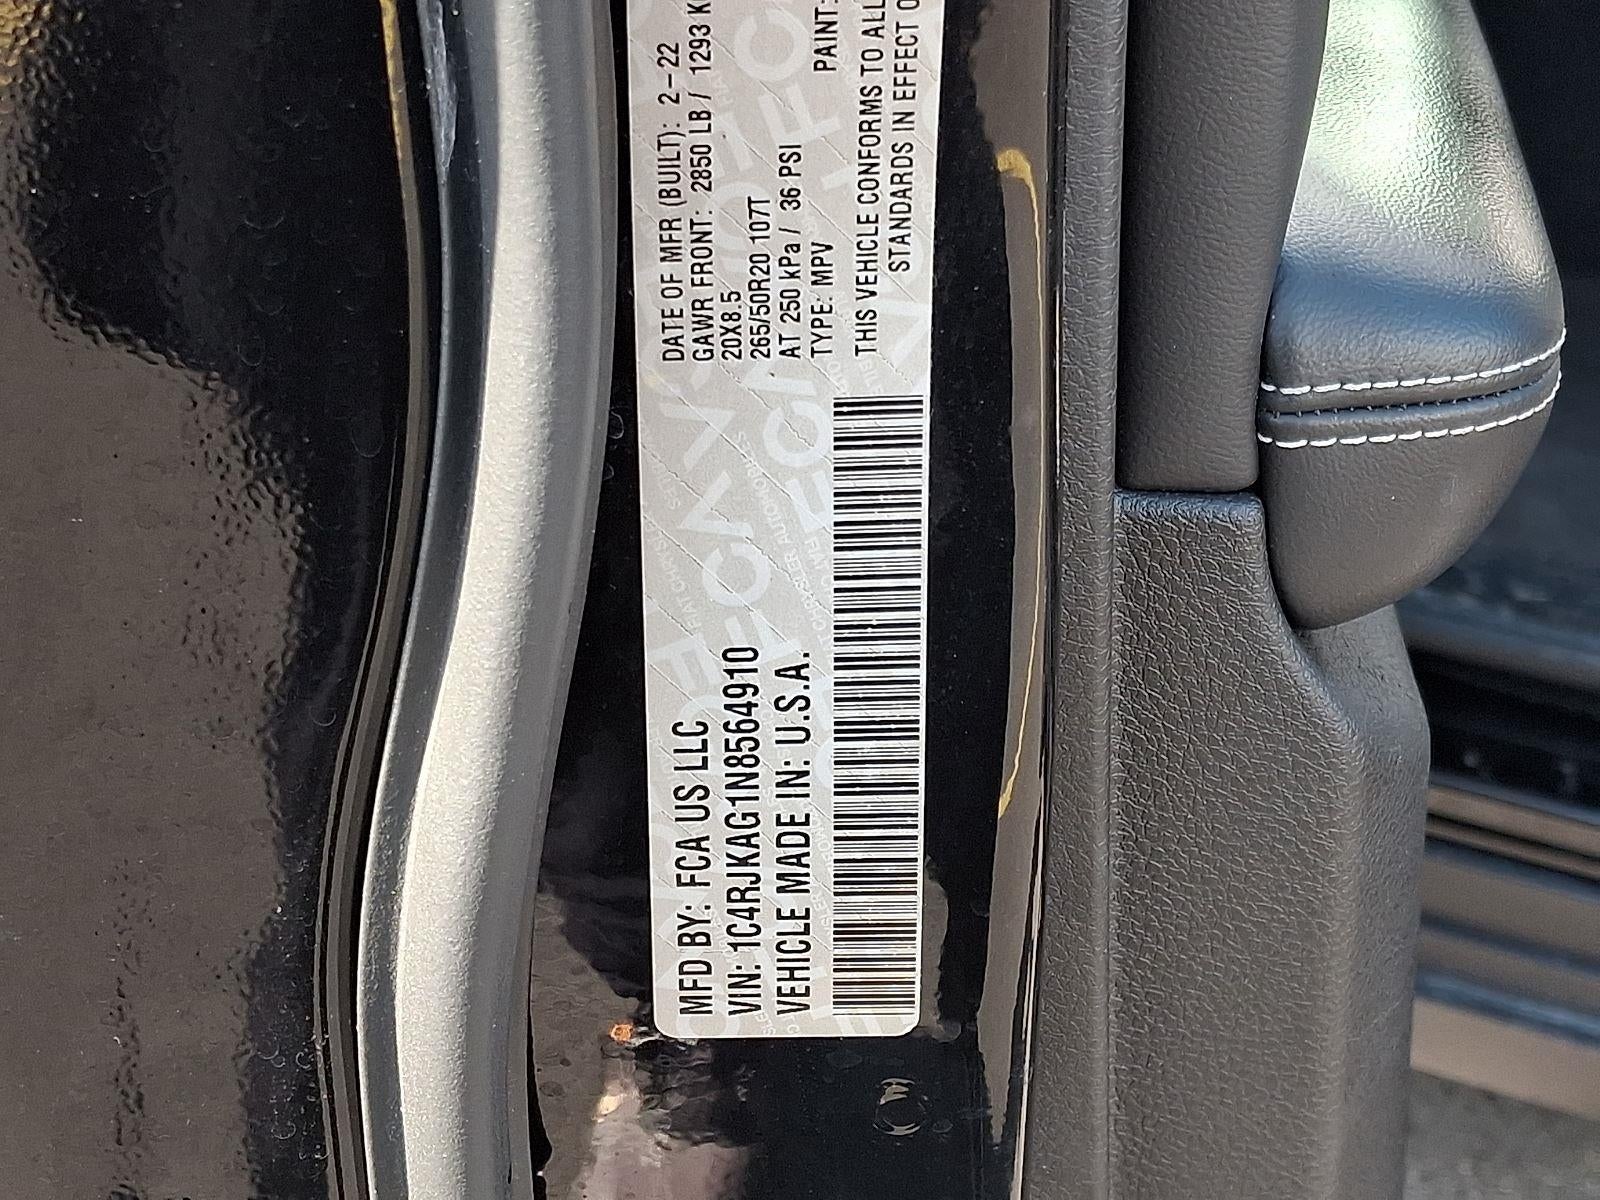 MFD BY: FCA US LLC
VIN: 1C4RJKAG1N8564910
VEHICLE MADE IN: U.S.A.
DATE OF MFR (BUILT): 2-22
GAWR FRONT: 2850 LB / 1293 K
20X8.5
265/50R20 107T
AT 250 kPa / 36 PSI
TYPE: MPV PAINT:
THIS VEHICLE CONFORMS TO ALL
STANDARDS IN EFFECT O